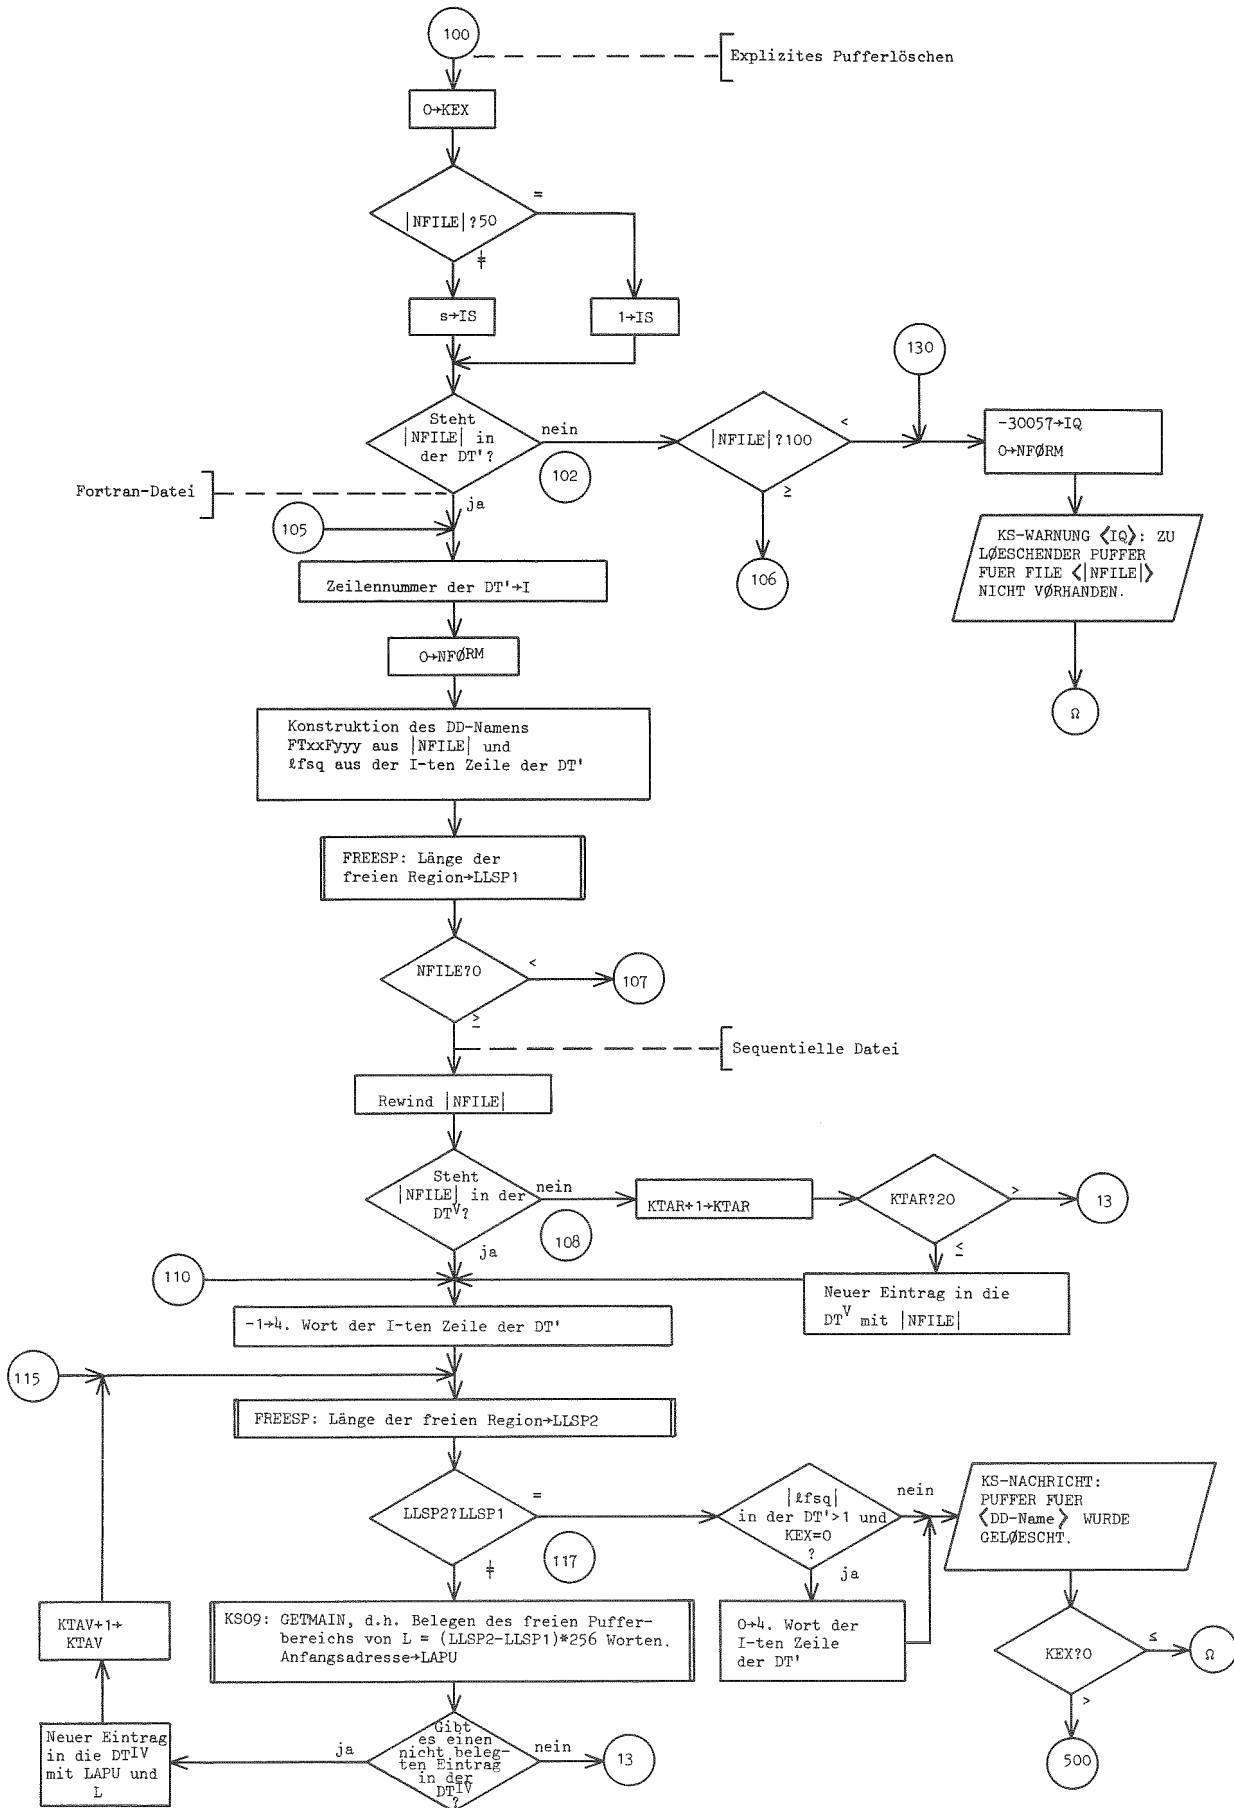 100
Explizites Pufferlöschen
O→KEX
|NFILE|?50
=
≠
s→IS
1→IS
130
Steht
|NFILE| in
der DT'?
nein
102
|NFILE|?100
<
≥
-30057→IQ
O→NFØRM
Fortran-Datei
ja
105
106
KS-WARNUNG ⟪IQ⟫: ZU
LØESCHENDER PUFFER
FUER FILE ⟪|NFILE|⟫
NICHT VØRHANDEN.
Zeilennummer der DT'→I
O→NFØRM
Ω
Konstruktion des DD-Namens
FTxxFyyy aus |NFILE| und
ℓfsq aus der I-ten Zeile der DT'
FREESP: Länge der
freien Region→LLSP1
NFILE?O
<
107
≥
Sequentielle Datei
Rewind |NFILE|
Steht
|NFILE| in der
DTV?
nein
108
KTAR+1→KTAR
KTAR?20
>
13
ja
≤
110
Neuer Eintrag in die
DTV mit |NFILE|
-1→4. Wort der I-ten Zeile der DT'
115
FREESP: Länge der freien Region→LLSP2
LLSP2?LLSP1
=
117
≠
|ℓfsq|
in der DT'>1 und
KEX=O
?
nein
ja
KS-NACHRICHT:
PUFFER FUER
⟪DD-Name⟫ WURDE
GELØESCHT.
KTAV+1→
KTAV
KS09: GETMAIN, d.h. Belegen des freien Puffer-
bereichs von L = (LLSP2-LLSP1)*256 Worten.
Anfangsadresse→LAPU
O→4. Wort der
I-ten Zeile
der DT'
KEX?O
≤
Ω
>
Neuer Eintrag
in die DTIV
mit LAPU und
L
ja
Gibt
es einen
nicht beleg-
ten Eintrag
in der
DTIV
?
nein
13
500